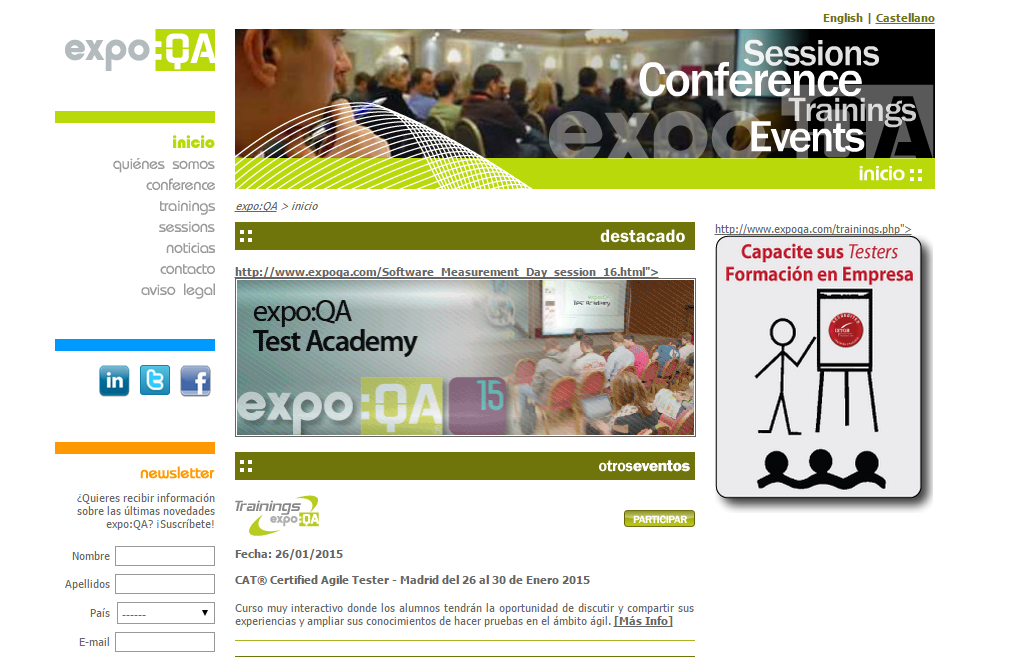 English | Castellano
expo:QA
Sessions
Conference
Trainings
Events
expo:QA
inicio
inicio
quiénes somos
conference
trainings
sessions
noticias
contacto
aviso legal
expo:QA > inicio
destacado
http://www.expoqa.com/Software_Measurement_Day_session_16.html">
expo:QA
Test Academy
expo:QA 15
http://www.expoqa.com/trainings.php">
Capacite sus Testers
Formación en Empresa
in
newsletter
¿Quieres recibir información
sobre las últimas novedades
expo:QA? ¡Suscríbete!
Nombre
Apellidos
País ------
E-mail
otroseventos
Trainings
expo:QA
PARTICIPAR
Fecha: 26/01/2015
CAT® Certified Agile Tester - Madrid del 26 al 30 de Enero 2015
Curso muy interactivo donde los alumnos tendrán la oportunidad de discutir y compartir sus
experiencias y ampliar sus conocimientos de hacer pruebas en el ámbito ágil. [Más Info]